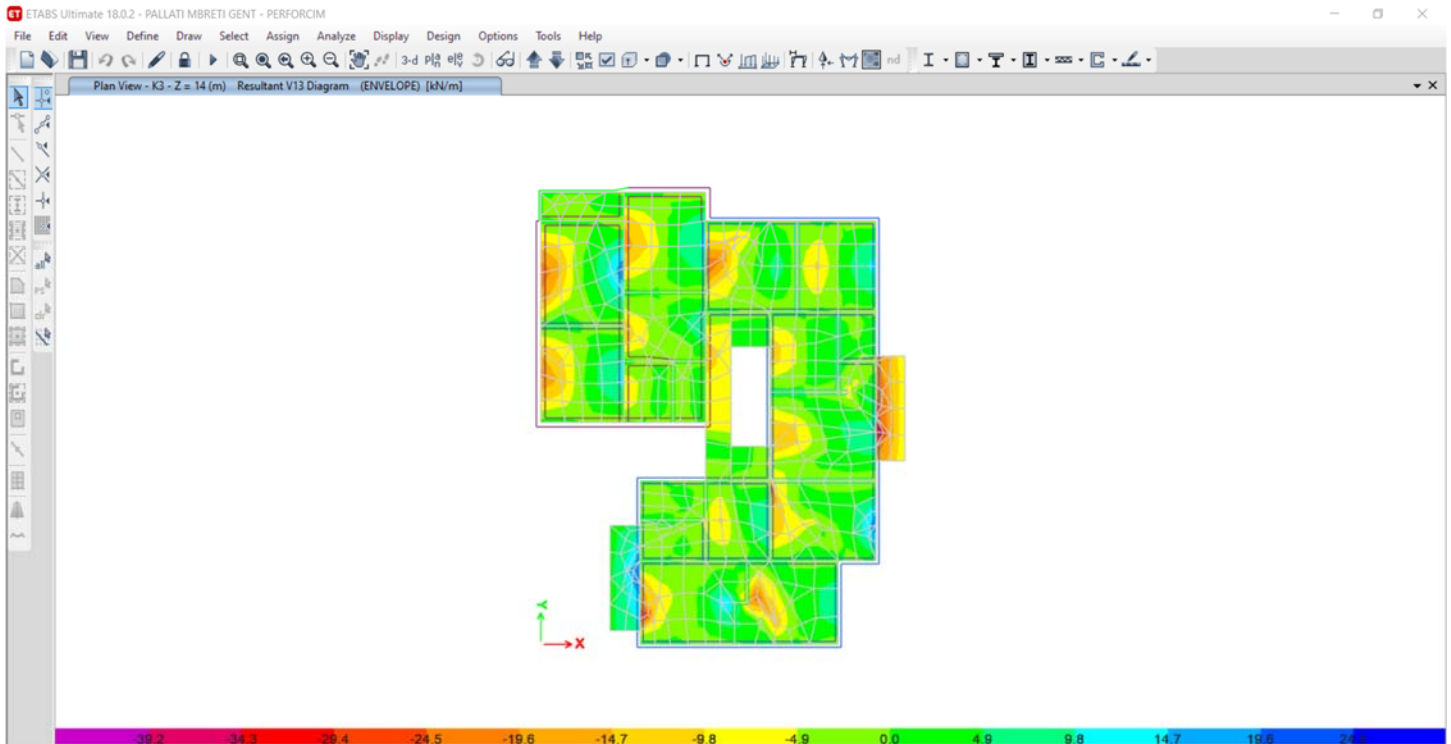 ETABS Ultimate 18.0.2 - PALLATI MBRETI GENT - PERFORCIM
File Edit View Define Draw Select Assign Analyze Display Design Options Tools Help
3-d nd
Plan View - K3 - Z = 14 (m) Resultant V13 Diagram (ENVELOPE) [kN/m]
Y
X
-39.2 -34.3 -29.4 -24.5 -19.6 -14.7 -9.8 -4.9 0.0 4.9 9.8 14.7 19.6